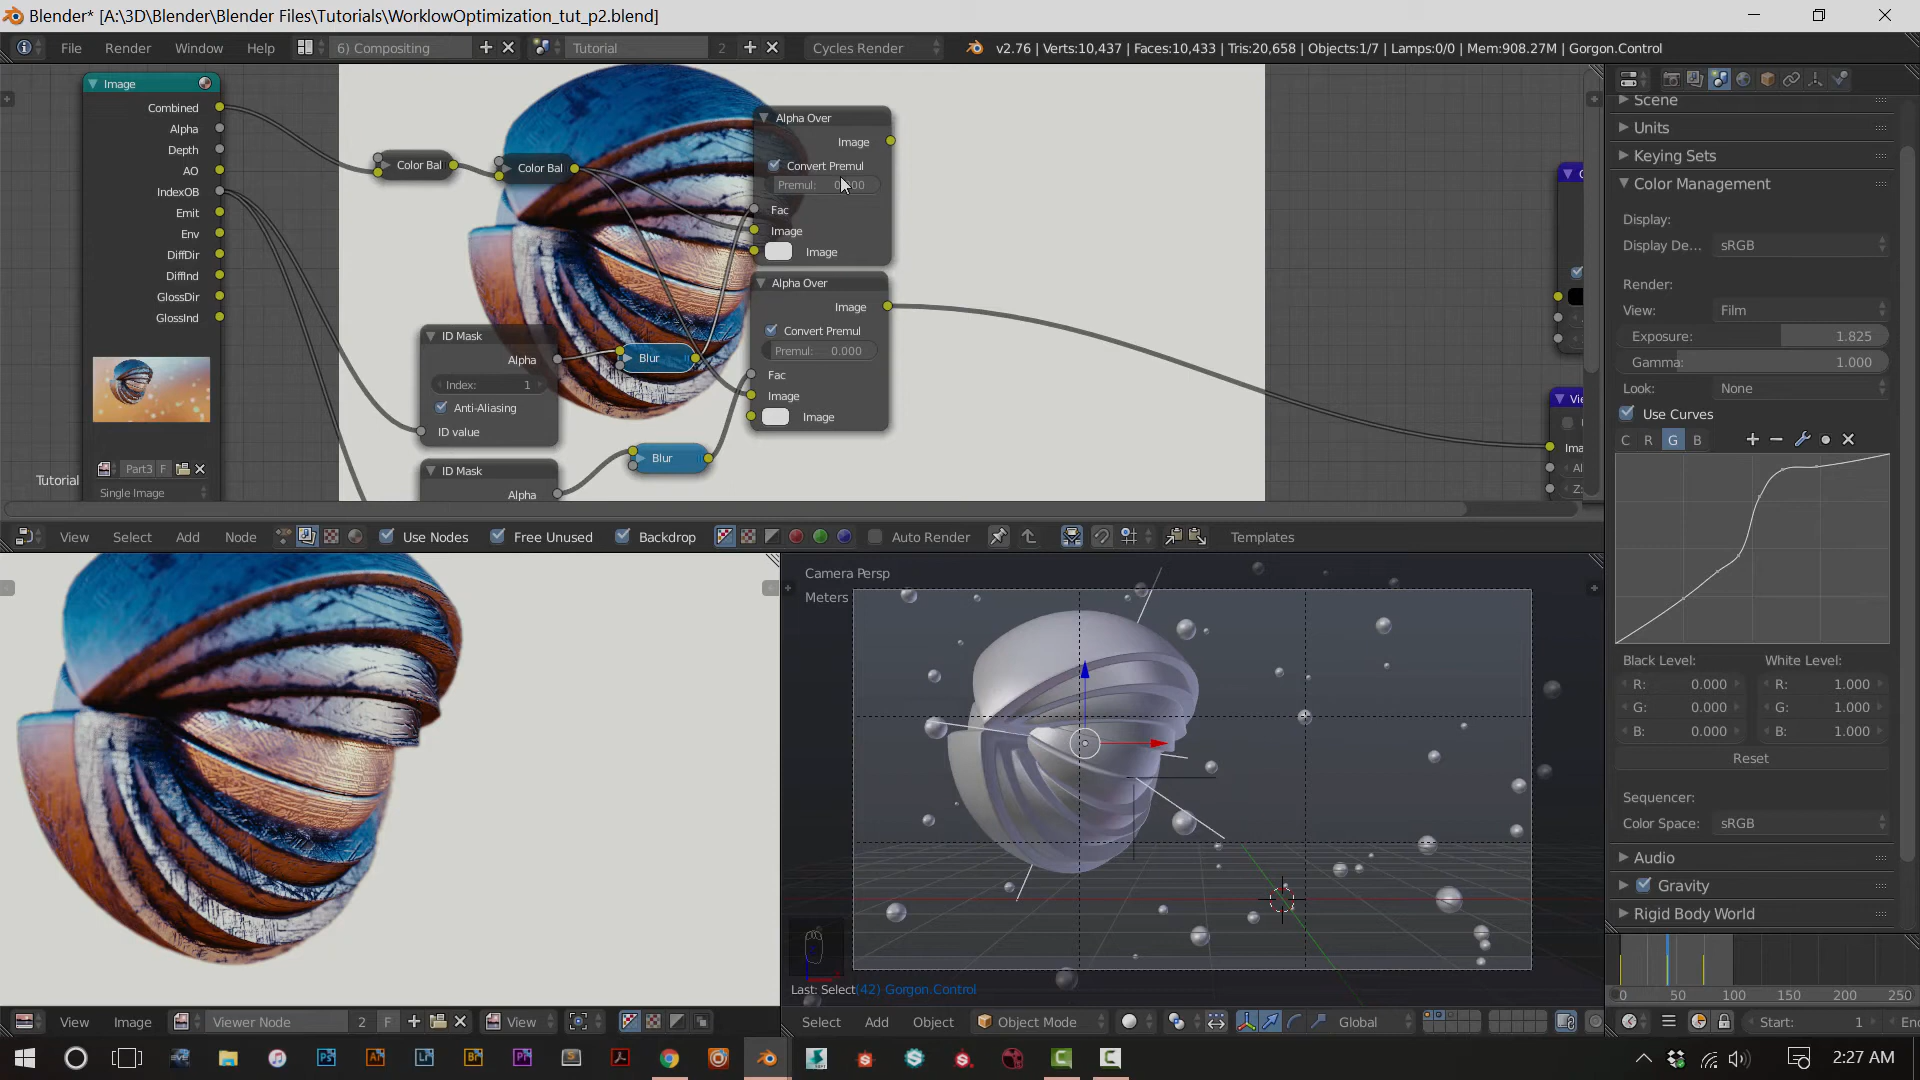 Blender* [A:\3D\Blender\Blender Files\Tutorials\WorklowOptimization_tut_p2.blend]
File Render Window Help 6) Compositing Tutorial 2 Cycles Render v2.76 | Verts:10,437 | Faces:10,433 | Tris:20,658 | Objects:1/7 | Lamps:0/0 | Mem:908.27M | Gorgon.Control
Image
Combined
Alpha
Depth
AO
IndexOB
Emit
Env
DiffDir
DiffInd
GlossDir
GlossInd
Part3 F
Single Image
Tutorial
Color Bal
Color Bal
Alpha Over
Image
Convert Premul
Premul: 0.000
Fac
Image
Image
Alpha Over
Image
Convert Premul
Premul: 0.000
Fac
Image
Image
ID Mask
Alpha
Index: 1
Anti-Aliasing
ID value
Blur
ID Mask
Alpha
Blur
C
Vie
Ima
Al
Z:
View Select Add Node Use Nodes Free Unused Backdrop Auto Render Templates
Scene
Units
Keying Sets
Color Management
Display:
Display De... sRGB
Render:
View: Film
Exposure: 1.825
Gamma: 1.000
Look: None
Use Curves
C R G B
Black Level: White Level:
R: 0.000 R: 1.000
G: 0.000 G: 1.000
B: 0.000 B: 1.000
Reset
Sequencer:
Color Space: sRGB
Audio
Gravity
Rigid Body World
0 50 100 150 200 250
Start: 1 En
Camera Persp
Meters
Last: Select
(42) Gorgon.Control
View Image Viewer Node 2 F View
Select Add Object Object Mode Global
2:27 AM